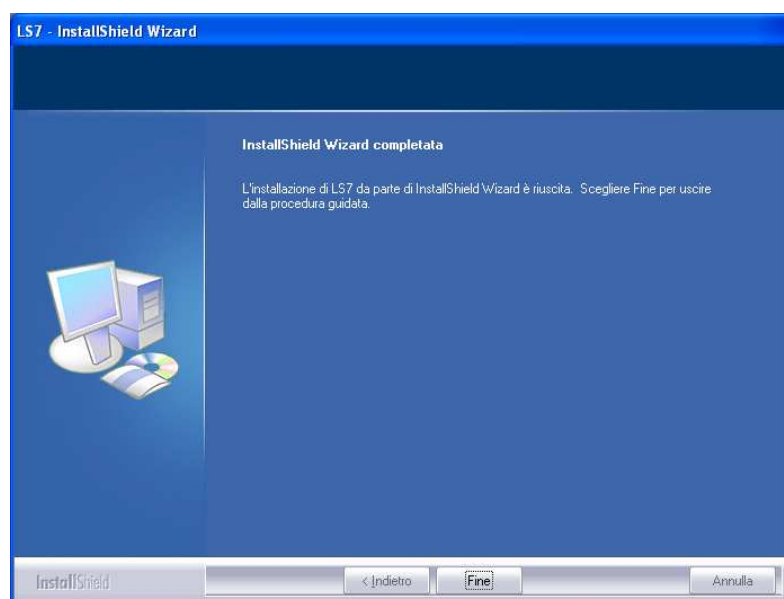 LS7 - InstallShield Wizard
InstallShield Wizard completata
L'installazione di LS7 da parte di InstallShield Wizard è riuscita. Scegliere Fine per uscire
dalla procedura guidata.
InstallShield
< Indietro
Fine
Annulla